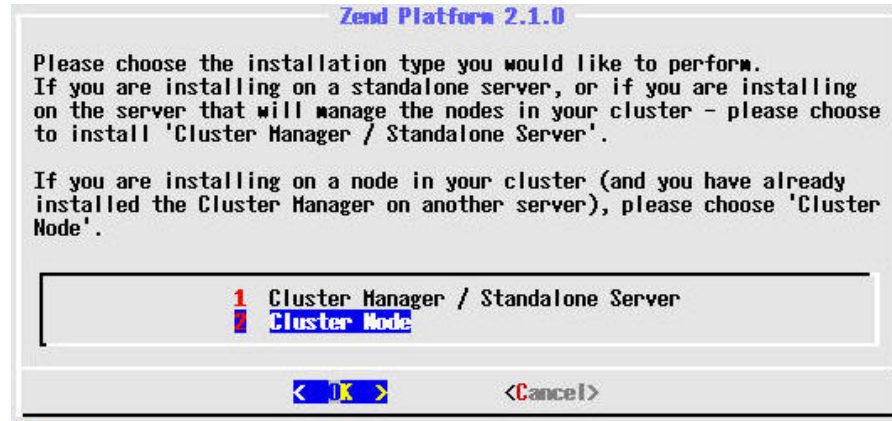 Zend Platform 2.1.0
Please choose the installation type you would like to perform.
If you are installing on a standalone server, or if you are installing
on the server that will manage the nodes in your cluster - please choose
to install 'Cluster Manager / Standalone Server'.
If you are installing on a node in your cluster (and you have already
installed the Cluster Manager on another server), please choose 'Cluster
Node'.
1 Cluster Manager / Standalone Server
2 Cluster Node
< OK > <Cancel>